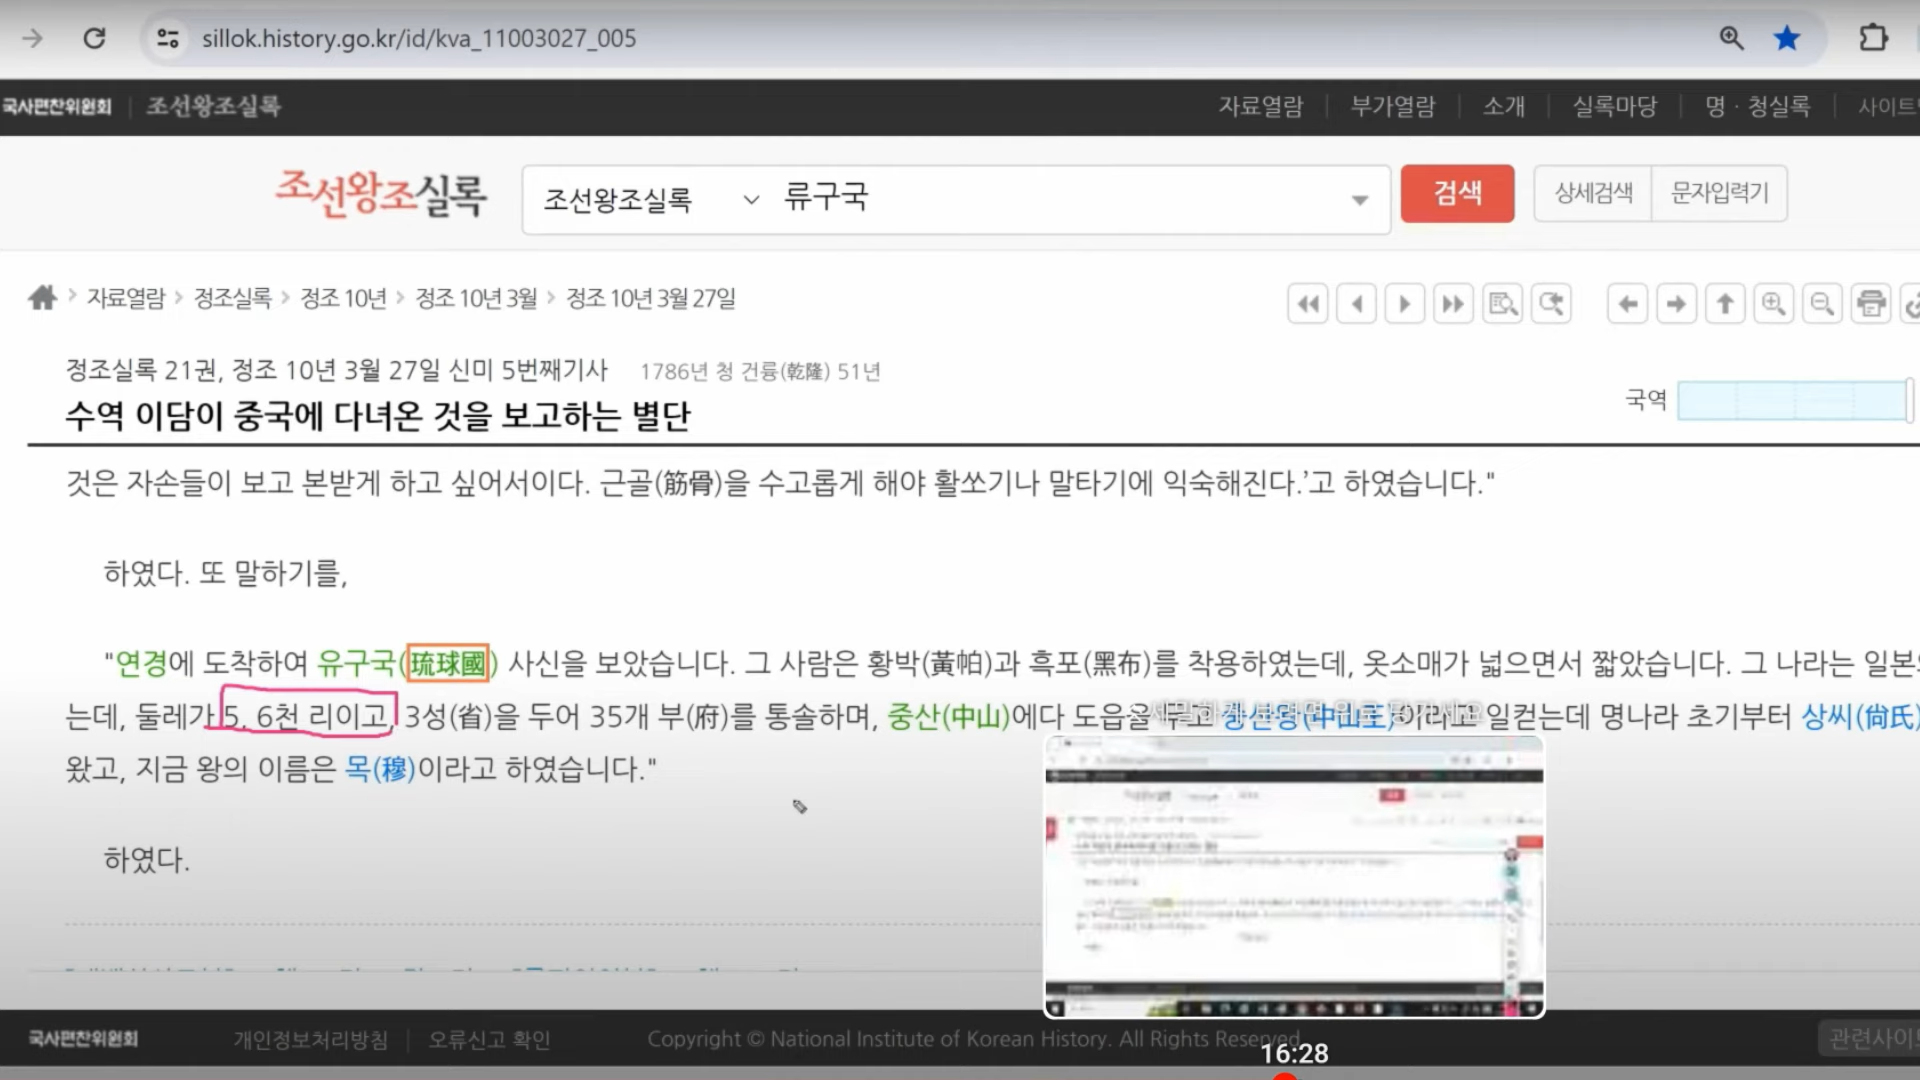 sillok.history.go.kr/id/kva_11003027_005
국사편찬위원회 조선왕조실록 자료열람 부가열람 소개 실록마당 명·청실록
조선왕조실록 조선왕조실록 류구국 검색 상세검색 문자입력기
자료열람 정조실록 정조 10년 정조 10년 3월 정조 10년 3월 27일
정조실록 21권, 정조 10년 3월 27일 신미 5번째기사 1786년 청 건륭(乾隆) 51년
국역
수역 이담이 중국에 다녀온 것을 보고하는 별단
것은 자손들이 보고 본받게 하고 싶어서이다. 근골(筋骨)을 수고롭게 해야 활쏘기나 말타기에 익숙해진다.'고 하였습니다."
하였다. 또 말하기를,
"연경에 도착하여 유구국(琉球國) 사신을 보았습니다. 그 사람은 황박(黃帕)과 흑포(黑布)를 착용하였는데, 옷소매가 넓으면서 짧았습니다. 그 나라는 일본
는데, 둘레가 5, 6천 리이고, 3성(省)을 두어 35개 부(府)를 통솔하며, 중산(中山)에다 도읍을 두고 중산왕(中山王)이라고 일컫는데 명나라 초기부터 상씨(尙氏)
왔고, 지금 왕의 이름은 목(穆)이라고 하였습니다."
하였다.
국사편찬위원회 개인정보처리방침 오류신고 확인 Copyright © National Institute of Korean History. All Rights Reserved
16:28